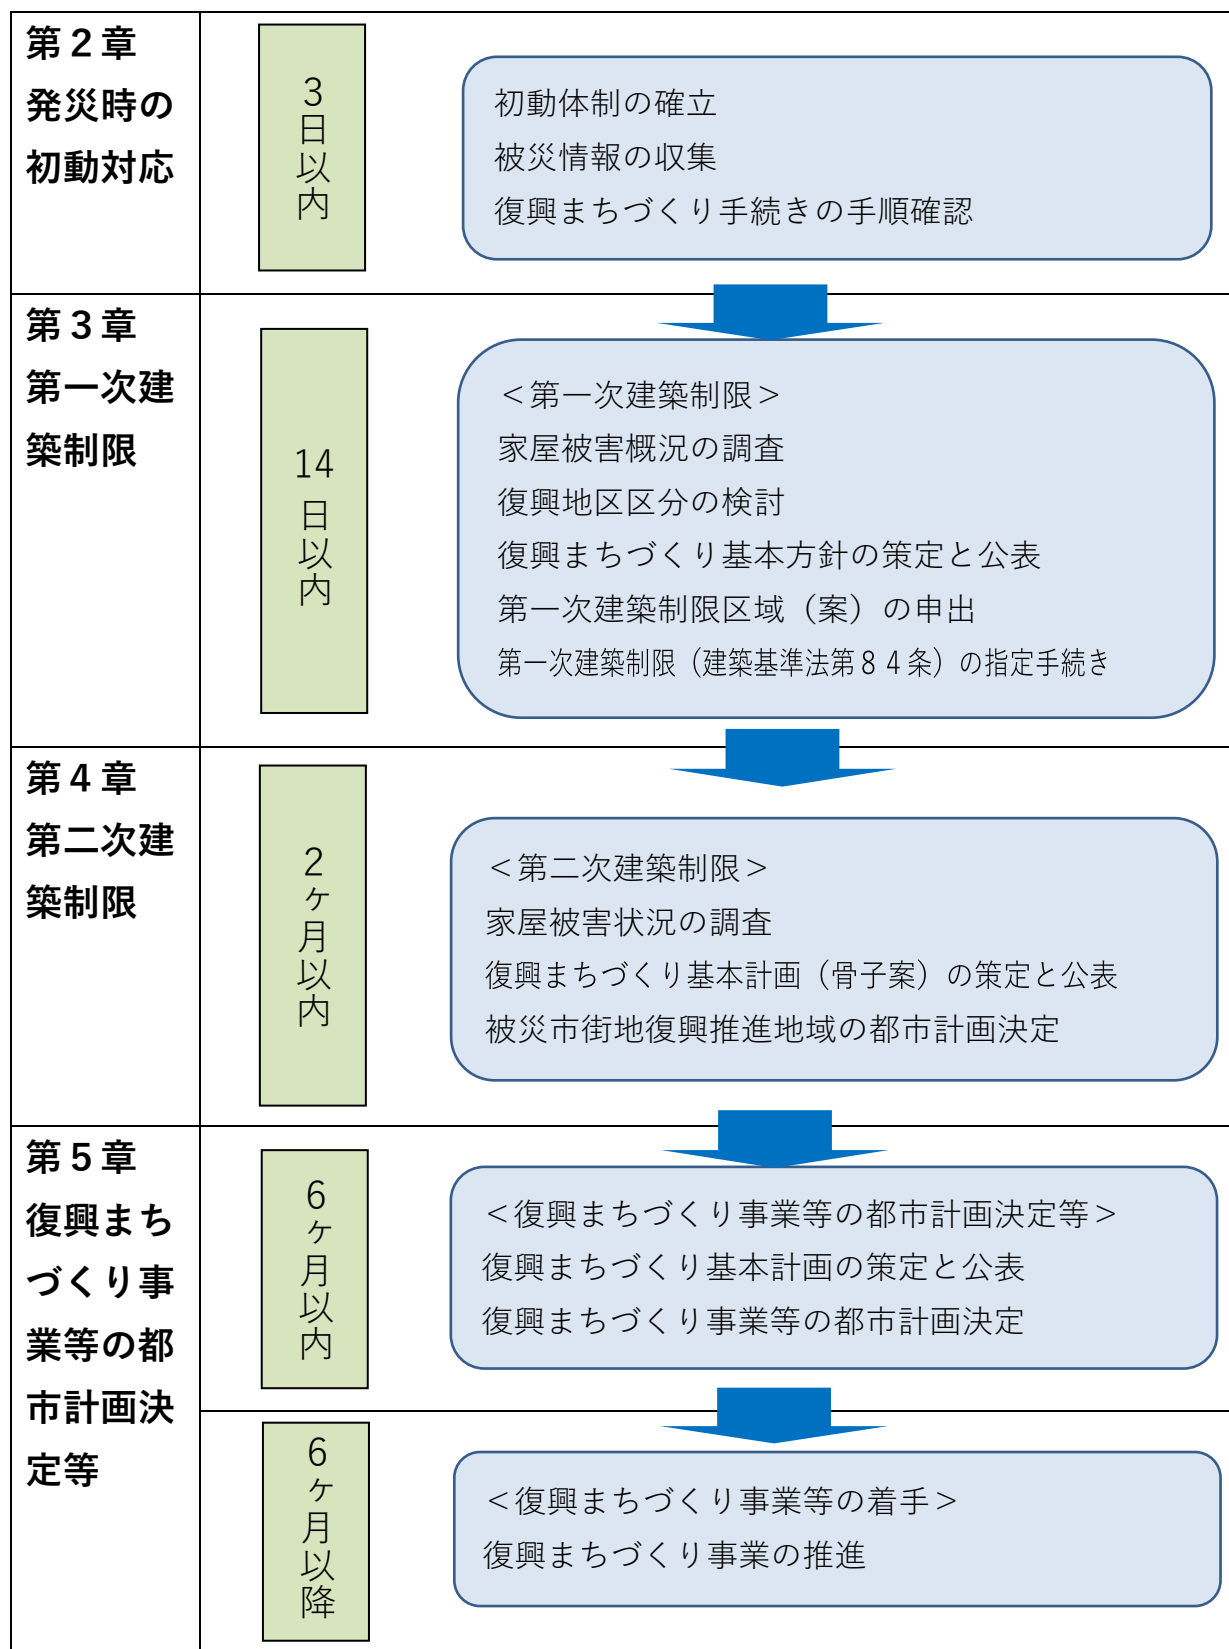 第２章
発災時の
初動対応
3日以内
初動体制の確立
被災情報の収集
復興まちづくり手続きの手順確認
第３章
第一次建
築制限
14日以内
＜第一次建築制限＞
家屋被害概況の調査
復興地区区分の検討
復興まちづくり基本方針の策定と公表
第一次建築制限区域（案）の申出
第一次建築制限（建築基準法第８４条）の指定手続き
第４章
第二次建
築制限
2ヶ月以内
＜第二次建築制限＞
家屋被害状況の調査
復興まちづくり基本計画（骨子案）の策定と公表
被災市街地復興推進地域の都市計画決定
第５章
復興まち
づくり事
業等の都
市計画決
定等
6ヶ月以内
＜復興まちづくり事業等の都市計画決定等＞
復興まちづくり基本計画の策定と公表
復興まちづくり事業等の都市計画決定
6ヶ月以降
＜復興まちづくり事業等の着手＞
復興まちづくり事業の推進